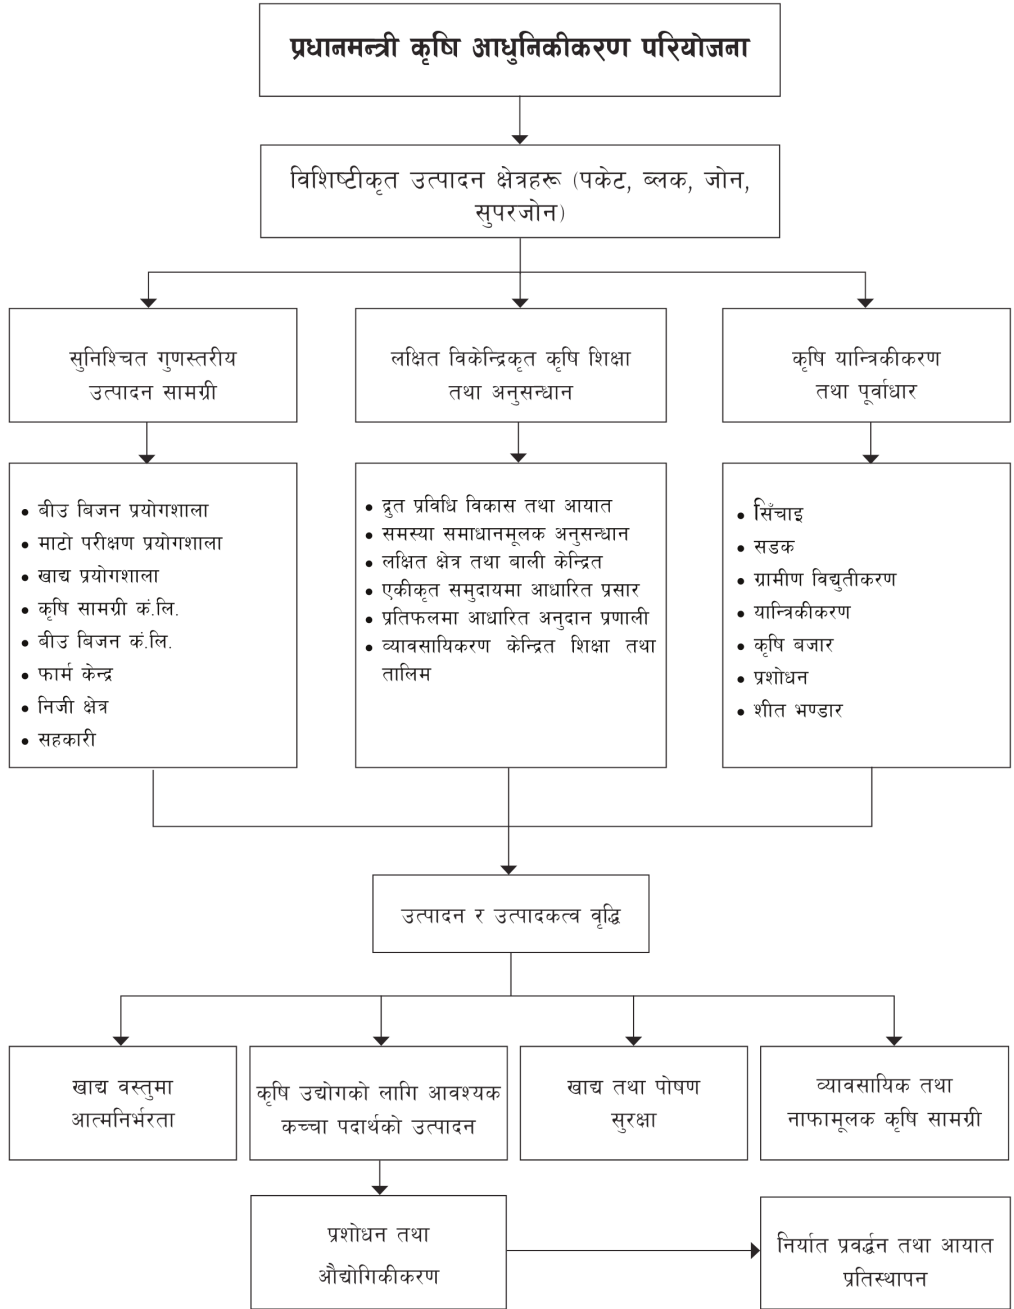 प्रधानमन्त्री कृषि आधुनिकीकरण परियोजना
विशिष्टीकृत उत्पादन क्षेत्रहरू (पकेट, ब्लक, जोन,
सुपरजोन)
सुनिश्चित गुणस्तरीय
उत्पादन सामग्री
लक्षित विकेन्द्रिकृत कृषि शिक्षा
तथा अनुसन्धान
कृषि यान्त्रिकीकरण
तथा पूर्वाधार
• बीउ बिजन प्रयोगशाला
• माटो परीक्षण प्रयोगशाला
• खाद्य प्रयोगशाला
• कृषि सामग्री कं.लि.
• बीउ बिजन कं.लि.
• फार्म केन्द्र
• निजी क्षेत्र
• सहकारी
• द्रुत प्रविधि विकास तथा आयात
• समस्या समाधानमूलक अनुसन्धान
• लक्षित क्षेत्र तथा बाली केन्द्रित
• एकीकृत समुदायमा आधारित प्रसार
• प्रतिफलमा आधारित अनुदान प्रणाली
• व्यावसायिकरण केन्द्रित शिक्षा तथा
तालिम
• सिँचाइ
• सडक
• ग्रामीण विद्युतीकरण
• यान्त्रिकीकरण
• कृषि बजार
• प्रशोधन
• शीत भण्डार
उत्पादन र उत्पादकत्व वृद्धि
खाद्य वस्तुमा
आत्मनिर्भरता
कृषि उद्योगको लागि आवश्यक
कच्चा पदार्थको उत्पादन
खाद्य तथा पोषण
सुरक्षा
व्यावसायिक तथा
नाफामूलक कृषि सामग्री
प्रशोधन तथा
औद्योगिकीकरण
निर्यात प्रवर्द्धन तथा आयात
प्रतिस्थापन